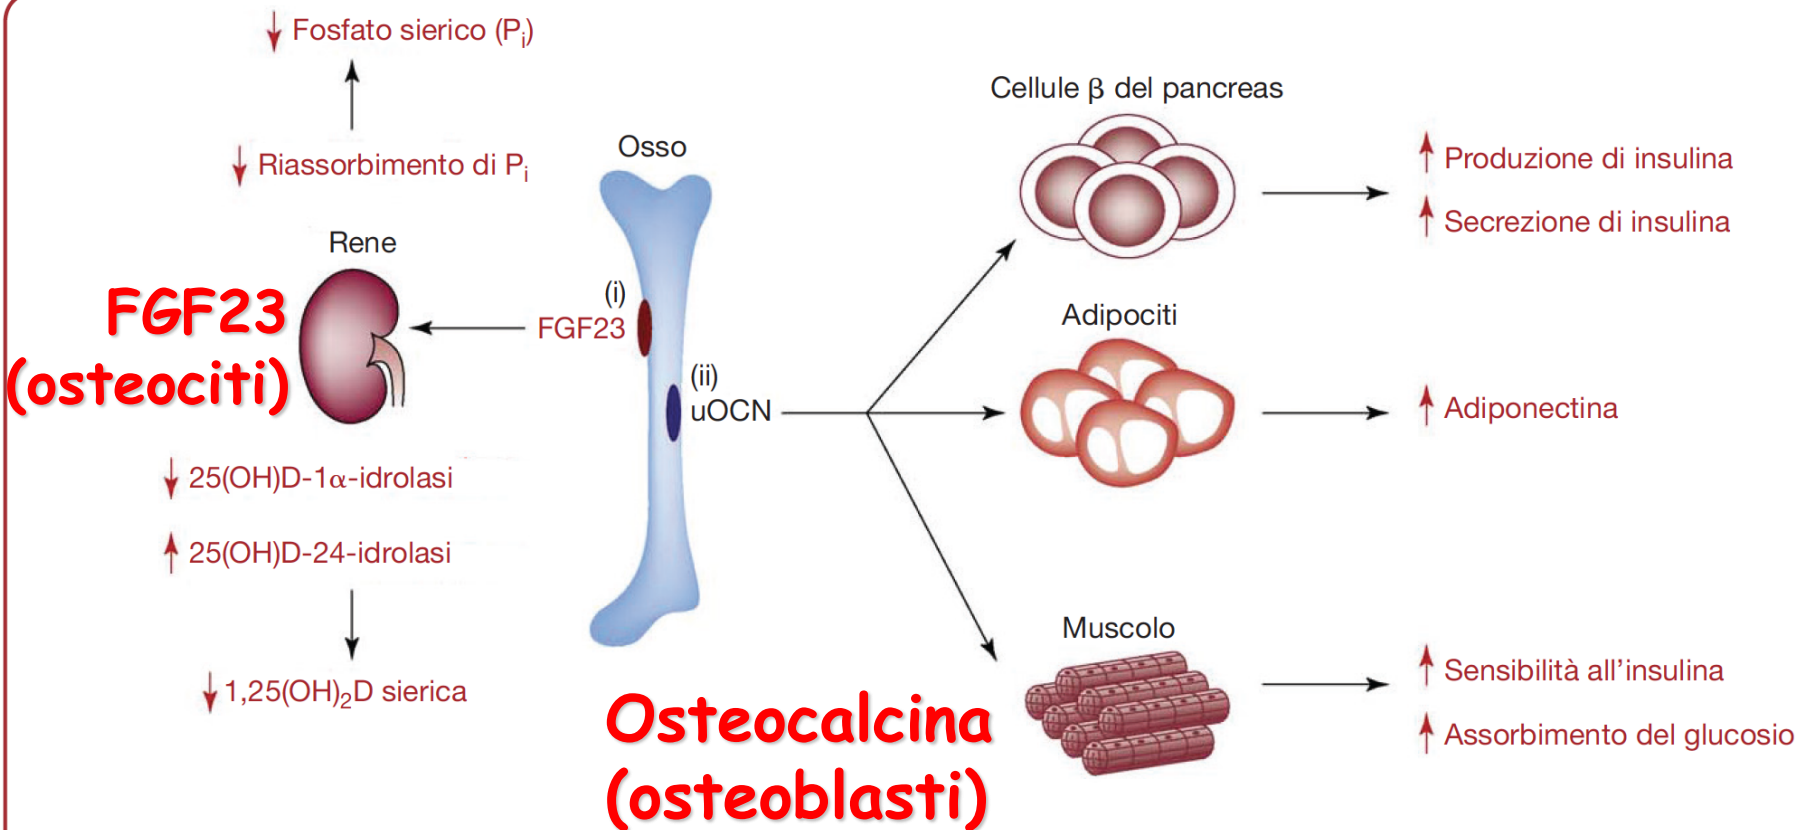 ↓ Fosfato sierico (Pi)
↓ Riassorbimento di Pi
Rene
FGF23
(osteociti)
↓ 25(OH)D-1α-idrolasi
↑ 25(OH)D-24-idrolasi
↓ 1,25(OH)2D sierica
Osso
(i)
FGF23
(ii)
uOCN
Osteocalcina
(osteoblasti)
Cellule β del pancreas
↑ Produzione di insulina
↑ Secrezione di insulina
Adipociti
↑ Adiponectina
Muscolo
↑ Sensibilità all'insulina
↑ Assorbimento del glucosio